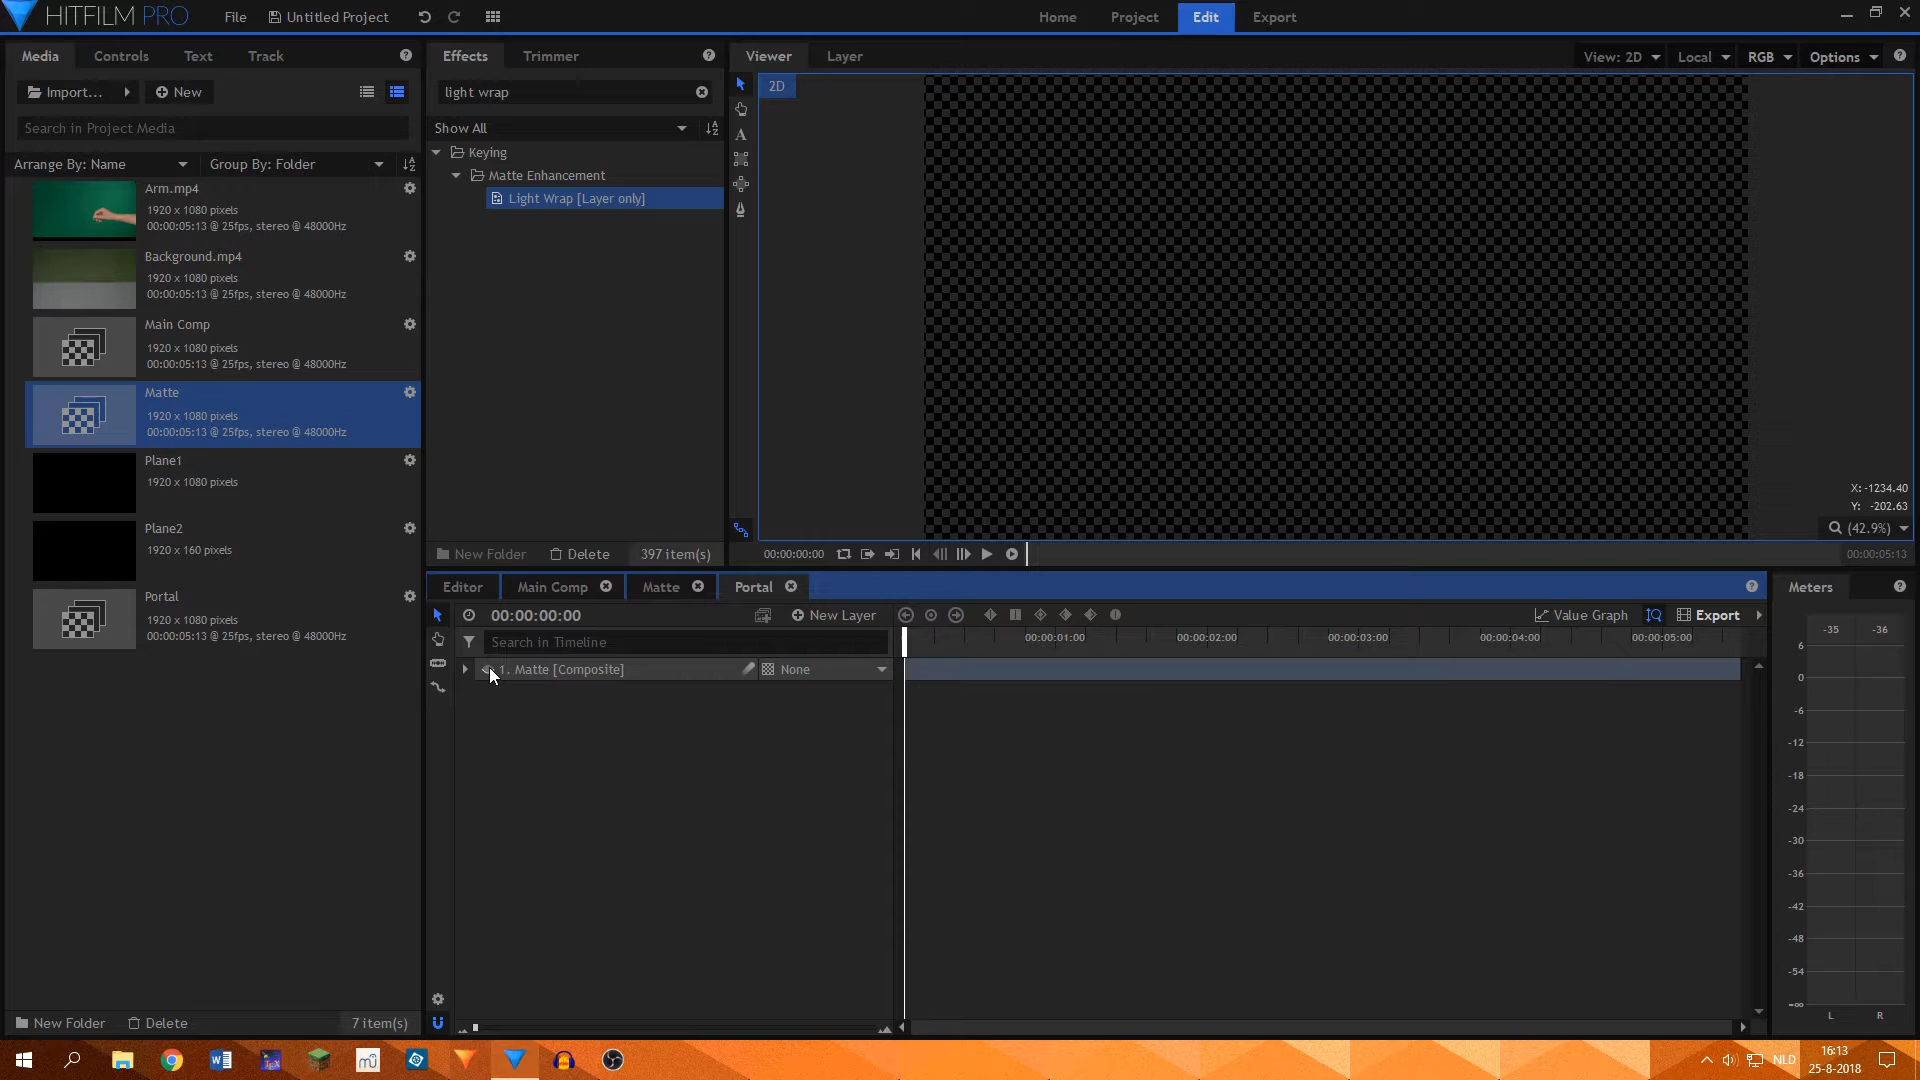 HITFILM PRO
File
Untitled Project
Home
Project
Edit
Export
Media
Controls
Text
Track
Import...
New
Search in Project Media
Arrange By: Name
Group By: Folder
Arm.mp4
1920 x 1080 pixels
00:00:05:13 @ 25fps, stereo @ 48000Hz
Background.mp4
1920 x 1080 pixels
00:00:05:13 @ 25fps, stereo @ 48000Hz
Main Comp
1920 x 1080 pixels
00:00:05:13 @ 25fps, stereo @ 48000Hz
Matte
1920 x 1080 pixels
00:00:05:13 @ 25fps, stereo @ 48000Hz
Plane1
1920 x 1080 pixels
Plane2
1920 x 160 pixels
Portal
1920 x 1080 pixels
00:00:05:13 @ 25fps, stereo @ 48000Hz
New Folder
Delete
7 item(s)
Effects
Trimmer
light wrap
Show All
Keying
Matte Enhancement
Light Wrap [Layer only]
New Folder
Delete
397 item(s)
Viewer
Layer
View: 2D
Local
RGB
Options
2D
A
X: -1234.40
Y: -202.63
(42.9%)
00:00:00:00
00:00:05:13
Editor
Main Comp
Matte
Portal
00:00:00:00
New Layer
Value Graph
Export
Search in Timeline
00:00:01:00
00:00:02:00
00:00:03:00
00:00:04:00
00:00:05:00
1. Matte [Composite]
None
Meters
-35
-36
6
0
-6
-12
-18
-24
-30
-36
-42
-48
-54
-∞
L
R
NLD
16:13
25-8-2018